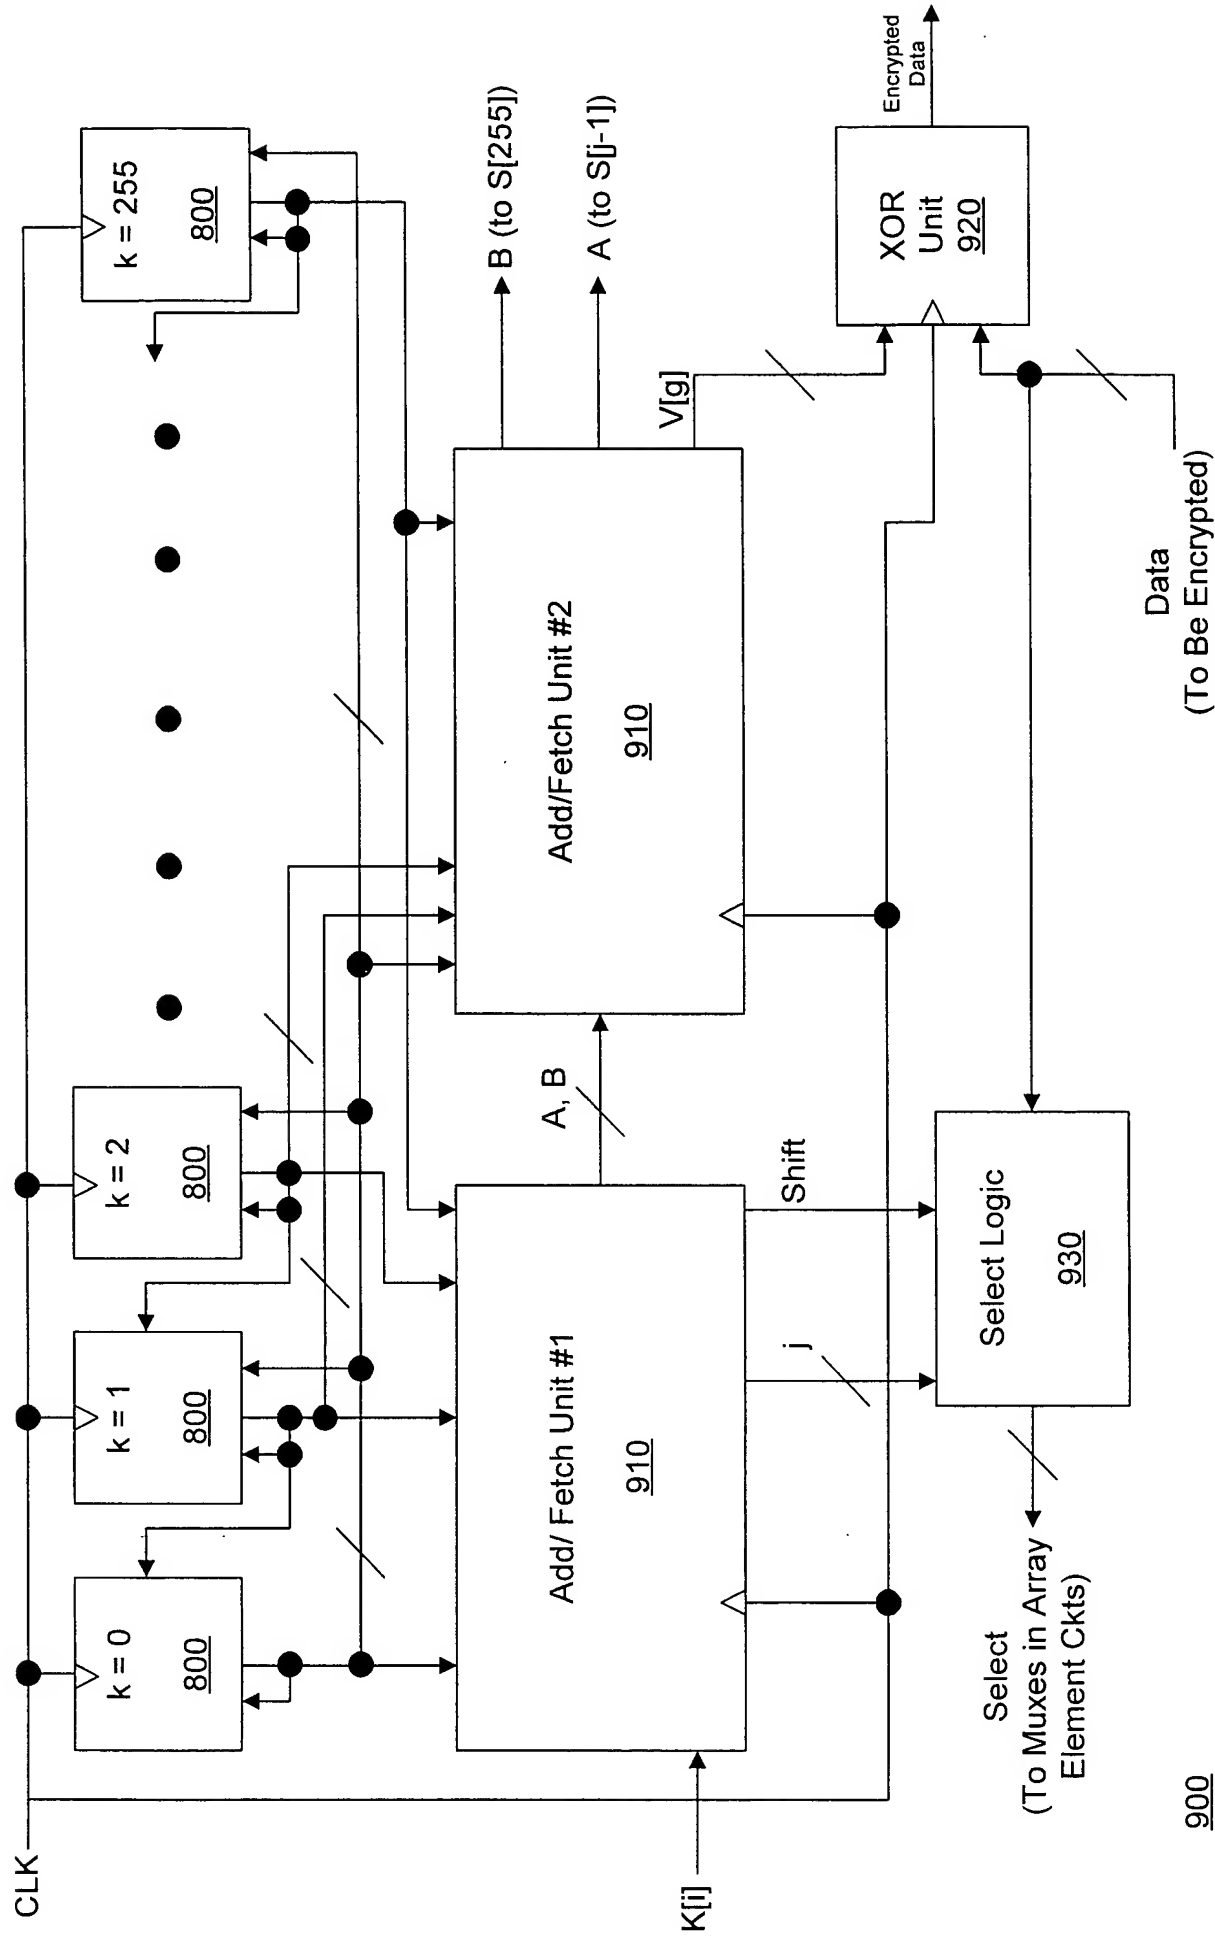 CLK
k = 0
800
k = 1
800
k = 2
800
k = 255
800
K[i]
Add/ Fetch Unit #1
910
A, B
Add/Fetch Unit #2
910
B (to S[255])
A (to S[j-1])
V[g]
j
Shift
Select Logic
930
Select
(To Muxes in Array
Element Ckts)
XOR
Unit
920
Encrypted
Data
Data
(To Be Encrypted)
900